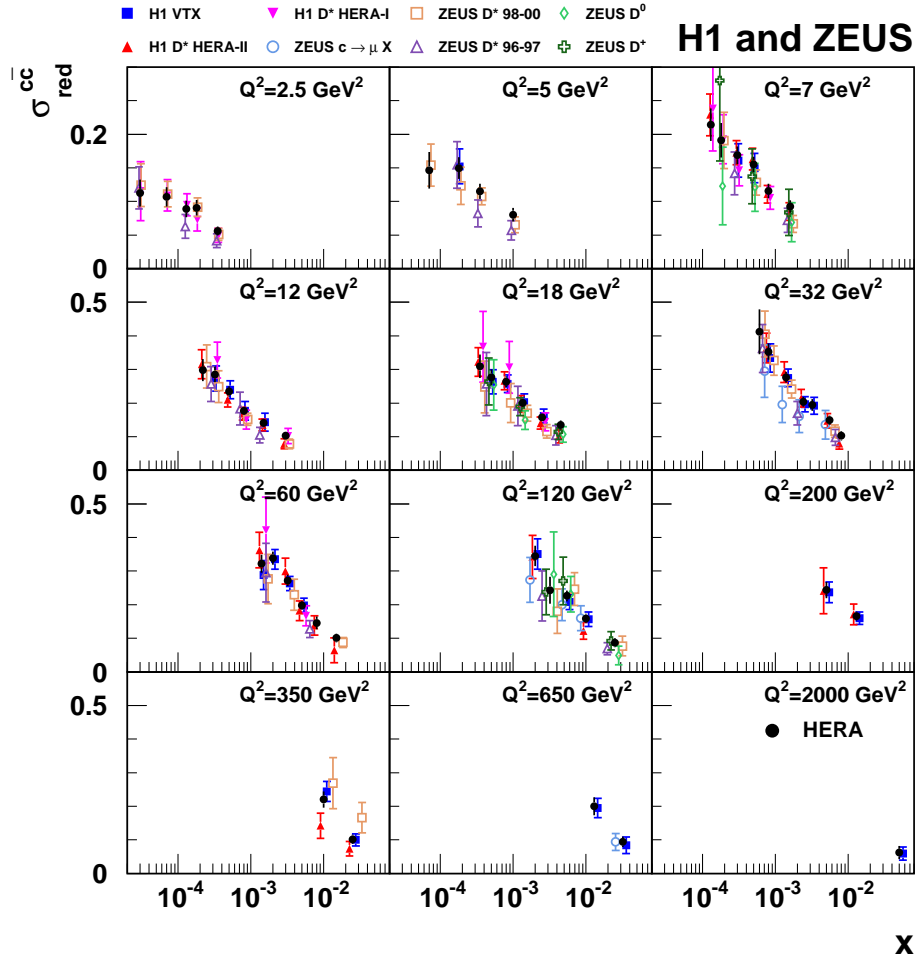 H1 VTX H1 D* HERA-I ZEUS D* 98-00 ZEUS D⁰
H1 D* HERA-II ZEUS c → μ X ZEUS D* 96-97 ZEUS D⁺
H1 and ZEUS
σ_red^cc̄
Q²=2.5 GeV² Q²=5 GeV² Q²=7 GeV²
0.2
0
Q²=12 GeV² Q²=18 GeV² Q²=32 GeV²
0.5
0
Q²=60 GeV² Q²=120 GeV² Q²=200 GeV²
0.5
0
Q²=350 GeV² Q²=650 GeV² Q²=2000 GeV²
0.5
HERA
0
10⁻⁴ 10⁻³ 10⁻² 10⁻⁴ 10⁻³ 10⁻² 10⁻⁴ 10⁻³ 10⁻²
x